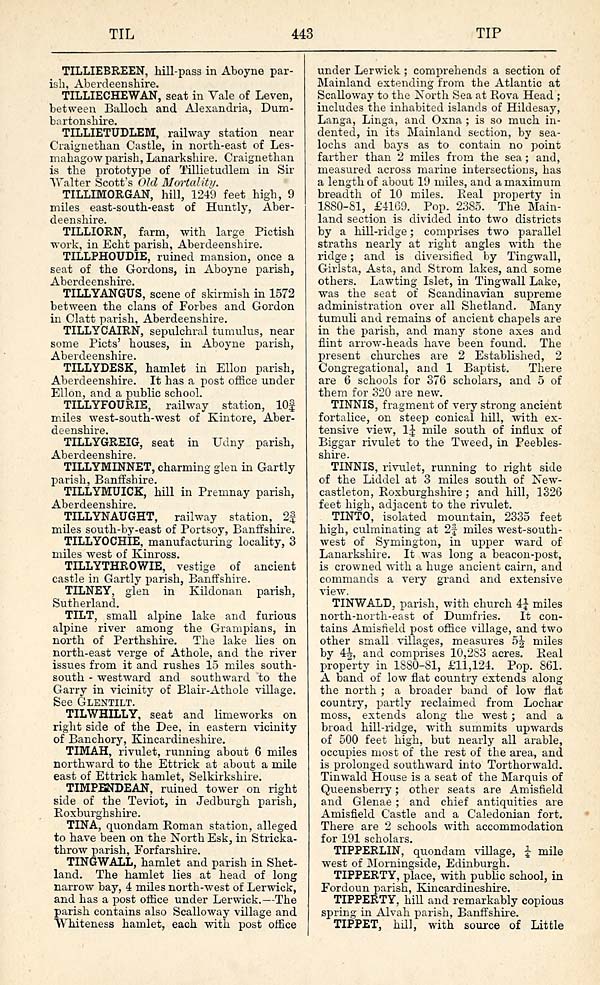 TIL 443 TIP
TILLIEBREEN, hill-pass in Aboyne par-
ish, Aberdeenshire.
TILLIECHEWAN, seat in Vale of Leven,
between Balloch and Alexandria, Dum-
bartonshire.
TILLIETUDLEM, railway station near
Craignethan Castle, in north-east of Les-
mahagow parish, Lanarkshire. Craignethan
is the prototype of Tillietudlem in Sir
Walter Scott's Old Mortality.
TILLIMORGAN, hill, 1249 feet high, 9
miles east-south-east of Huntly, Aber-
deenshire.
TILLIORN, farm, with large Pictish
work, in Echt parish, Aberdeenshire.
TILLPHOUDIE, ruined mansion, once a
seat of the Gordons, in Aboyne parish,
Aberdeenshire.
TILLYANGUS, scene of skirmish in 1572
between the clans of Forbes and Gordon
in Clatt parish, Aberdeenshire.
TILLYCAIRN, sepulchral tumulus, near
some Picts' houses, in Aboyne parish,
Aberdeenshire.
TILLYDESK, hamlet in Ellon parish,
Aberdeenshire. It has a post office under
Ellon, and a public school.
TILLYFOURIE, railway station, 10¾
miles west-south-west of Kintore, Aber-
deenshire.
TILLYGREIG, seat in Udny parish,
Aberdeenshire.
TILLYMINNET, charming glen in Gartly
parish, Banffshire.
TILLYMUICK, hill in Premnay parish,
Aberdeenshire.
TILLYNAUGHT, railway station, 2¾
miles south-by-east of Portsoy, Banffshire.
TILLYOCHIE, manufacturing locality, 3
miles west of Kinross.
TILLYTHROWIE, vestige of ancient
castle in Gartly parish, Banffshire.
TILNEY, glen in Kildonan parish,
Sutherland.
TILT, small alpine lake and furious
alpine river among the Grampians, in
north of Perthshire. The lake lies on
north-east verge of Athole, and the river
issues from it and rushes 15 miles south-
south-westward and southward to the
Garry in vicinity of Blair-Athole village.
See GLENTILT.
TILWHILLY, seat and limeworks on
right side of the Dee, in eastern vicinity
of Banchory, Kincardineshire.
TIMAH, rivulet, running about 6 miles
northward to the Ettrick at about a mile
east of Ettrick hamlet, Selkirkshire.
TIMPENDEAN, ruined tower on right
side of the Teviot, in Jedburgh parish,
Roxburghshire.
TINA, quondam Roman station, alleged
to have been on the North Esk, in Stricka-
throw parish, Forfarshire.
TINGWALL, hamlet and parish in Shet-
land. The hamlet lies at head of long
narrow bay, 4 miles north-west of Lerwick,
and has a post office under Lerwick.—The
parish contains also Scalloway village and
Whiteness hamlet, each with post office
under Lerwick; comprehends a section of
Mainland extending from the Atlantic at
Scalloway to the North Sea at Rova Head;
includes the inhabited islands of Hildesay,
Langa, Linga, and Oxna; is so much in-
dented, in its Mainland section, by sea-
lochs and bays as to contain no point
farther than 2 miles from the sea; and,
measured across marine intersections, has
a length of about 19 miles, and a maximum
breadth of 10 miles. Real property in
1880-81, £4169. Pop. 2385. The Main-
land section is divided into two districts
by a hill-ridge; comprises two parallel
straths nearly at right angles with the
ridge; and is diversified by Tingwall,
Girlsta, Asta, and Strom lakes, and some
others. Lawting Islet, in Tingwall Lake,
was the seat of Scandinavian supreme
administration over all Shetland. Many
tumuli and remains of ancient chapels are
in the parish, and many stone axes and
flint arrow-heads have been found. The
present churches are 2 Established, 2
Congregational, and 1 Baptist. There
are 6 schools for 376 scholars, and 5 of
them for 320 are new.
TINNIS, fragment of very strong ancient
fortalice, on steep conical hill, with ex-
tensive view, 1¼ mile south of influx of
Biggar rivulet to the Tweed, in Peebles-
shire.
TINNIS, rivulet, running to right side
of the Liddel at 3 miles south of New-
castleton, Roxburghshire; and hill, 1326
feet high, adjacent to the rivulet.
TINTO, isolated mountain, 2335 feet
high, culminating at 2¾ miles west-south-
west of Symington, in upper ward of
Lanarkshire. It was long a beacon-post,
is crowned with a huge ancient cairn, and
commands a very grand and extensive
view.
TINWALD, parish, with church 4¼ miles
north-north-east of Dumfries. It con-
tains Amisfield post office village, and two
other small villages, measures 5½ miles
by 4½, and comprises 10,283 acres. Real
property in 1880-81, £11,124. Pop. 861.
A band of low flat country extends along
the north; a broader band of low flat
country, partly reclaimed from Lochar
moss, extends along the west; and a
broad hill-ridge, with summits upwards
of 500 feet high, but nearly all arable,
occupies most of the rest of the area, and
is prolonged southward into Torthorwald.
Tinwald House is a seat of the Marquis of
Queensberry; other seats are Amisfield
and Glenae; and chief antiquities are
Amisfield Castle and a Caledonian fort.
There are 2 schools with accommodation
for 191 scholars.
TIPPERLIN, quondam village, ¼ mile
west of Morningside, Edinburgh.
TIPPERTY, place, with public school, in
Fordoun parish, Kincardineshire.
TIPPERTY, hill and remarkably copious
spring in Alvah parish, Banffshire.
TIPPET, hill, with source of Little